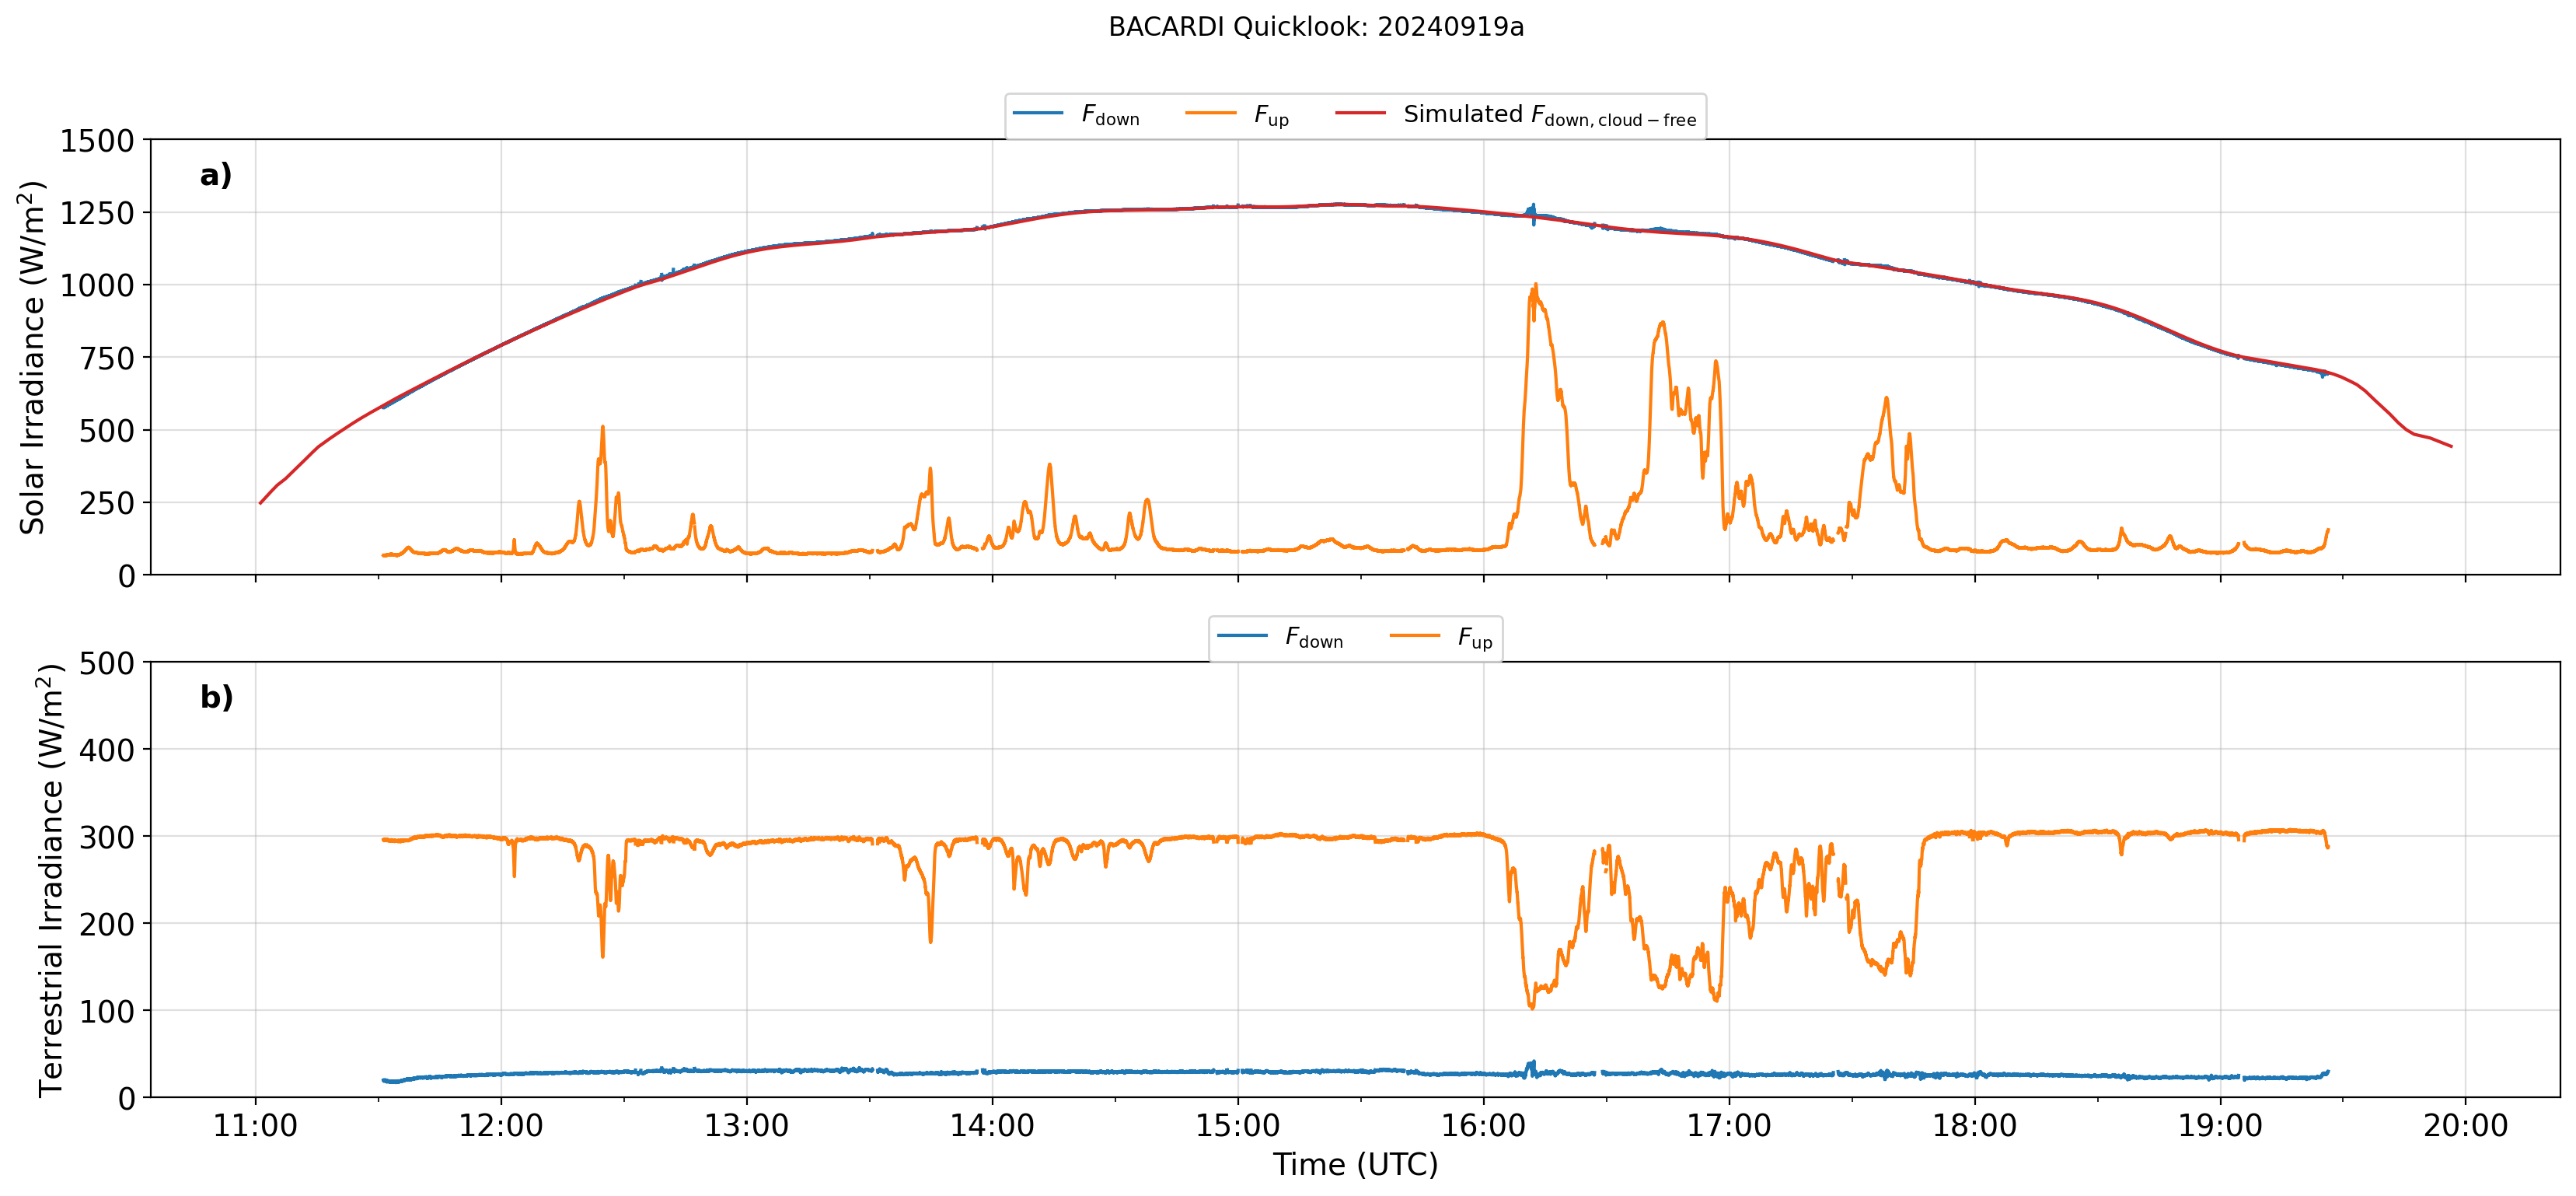 BACARDI Quicklook: 20240919a
F_down F_up Simulated F_down, cloud−free
a)
Solar Irradiance (W/m²)
1500
1250
1000
750
500
250
0
F_down F_up
b)
Terrestrial Irradiance (W/m²)
500
400
300
200
100
0
11:00 12:00 13:00 14:00 15:00 16:00 17:00 18:00 19:00 20:00
Time (UTC)